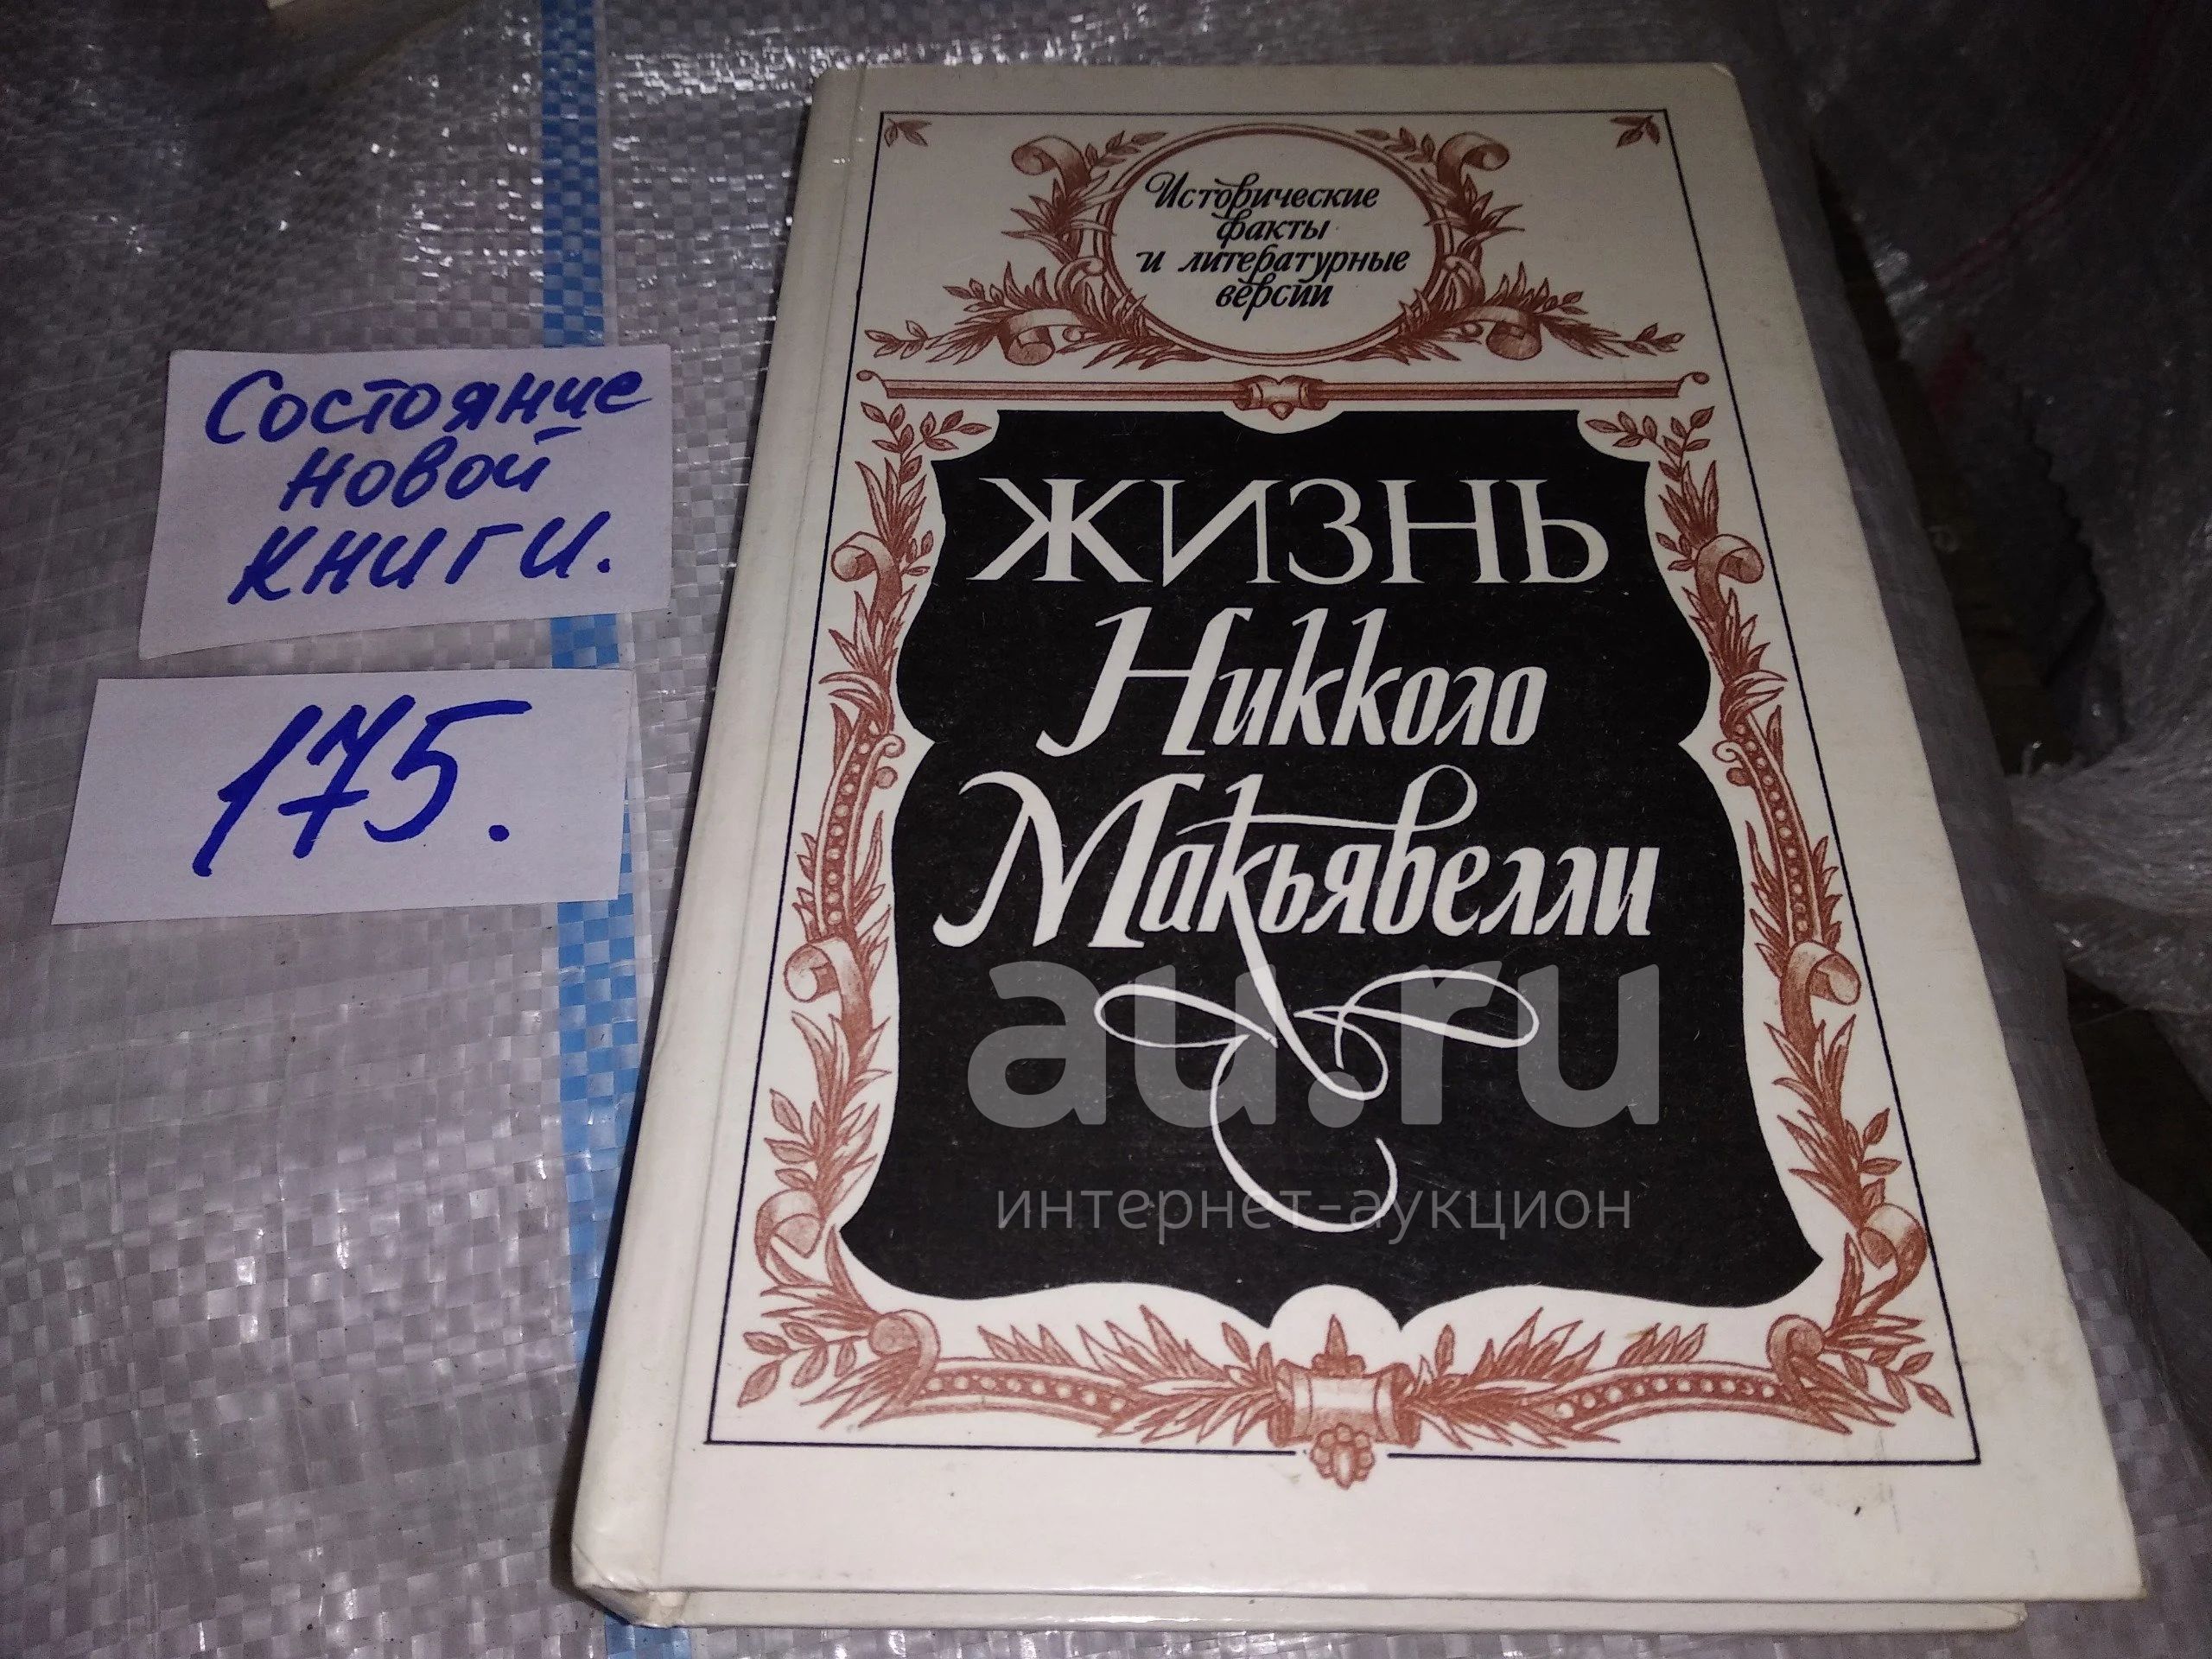 Состояние
новой
книги.
175.
Исторические
факты
и литературные
версии
ЖИЗНЬ
Никколо
Макьявелли
au.ru
интернет-аукцион